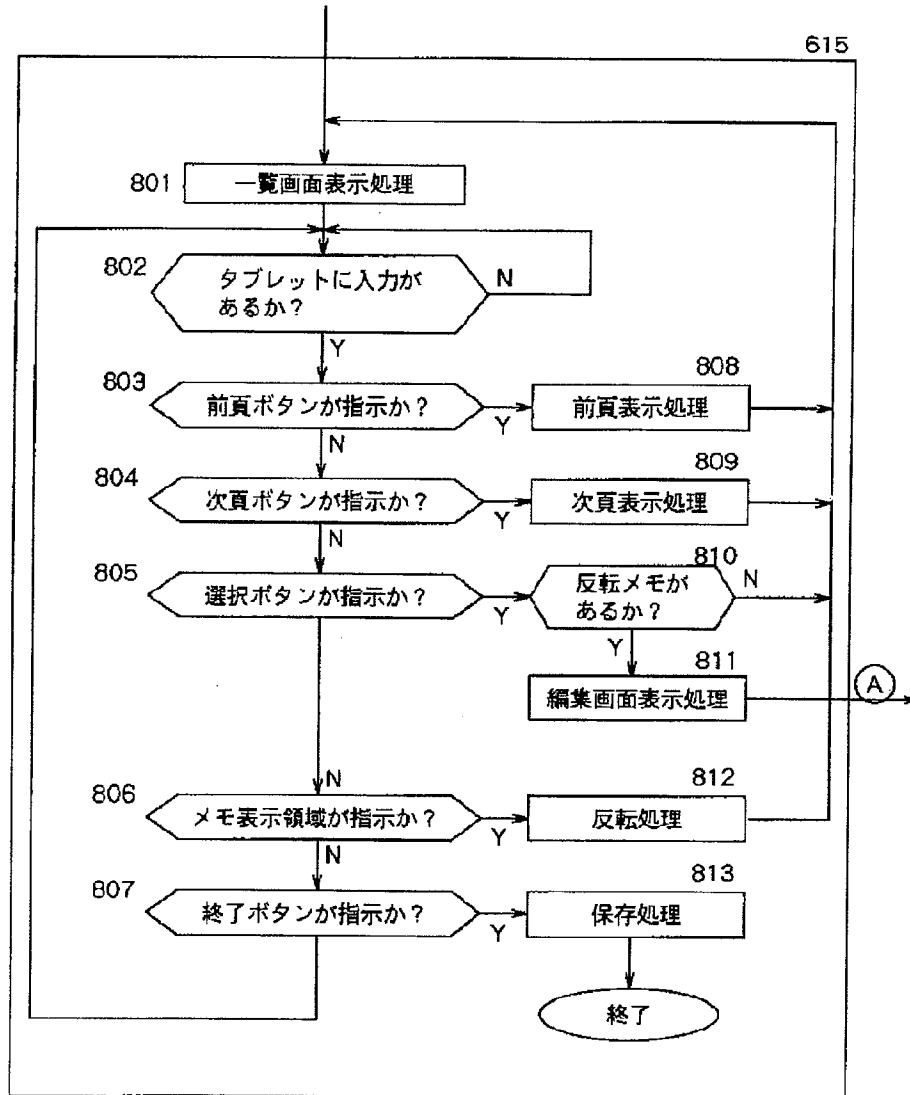 615
801
一覧画面表示処理
802
タブレットに入力が
あるか？
N
Y
803
前頁ボタンが指示か？
Y
808
前頁表示処理
N
804
次頁ボタンが指示か？
Y
809
次頁表示処理
N
805
選択ボタンが指示か？
Y
810
反転メモが
あるか？
N
Y
811
編集画面表示処理
A
N
806
メモ表示領域が指示か？
Y
812
反転処理
N
807
終了ボタンが指示か？
Y
813
保存処理
終了